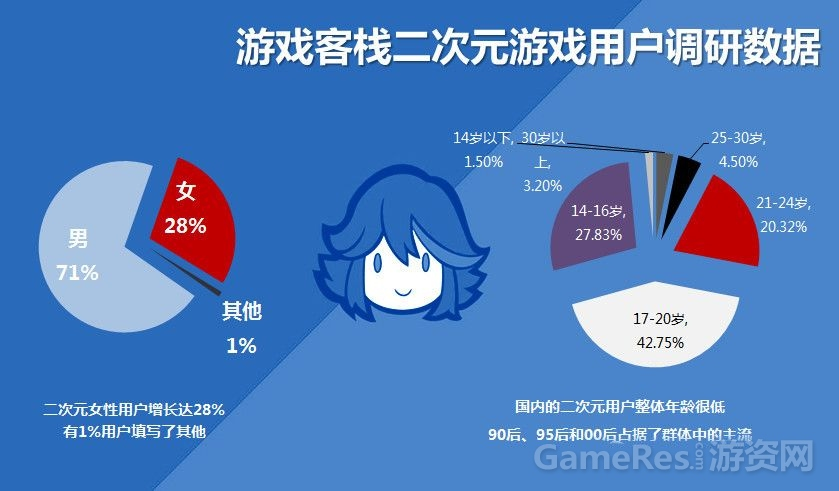 游戏客栈二次元游戏用户调研数据
男
71%
女
28%
其他
1%
二次元女性用户增长达28%
有1%用户填写了其他
14岁以下,
1.50%
30岁以
上,
3.20%
25-30岁,
4.50%
21-24岁,
20.32%
14-16岁,
27.83%
17-20岁,
42.75%
国内的二次元用户整体年龄很低
90后、95后和00后占据了群体中的主流
GameRes.com游资网